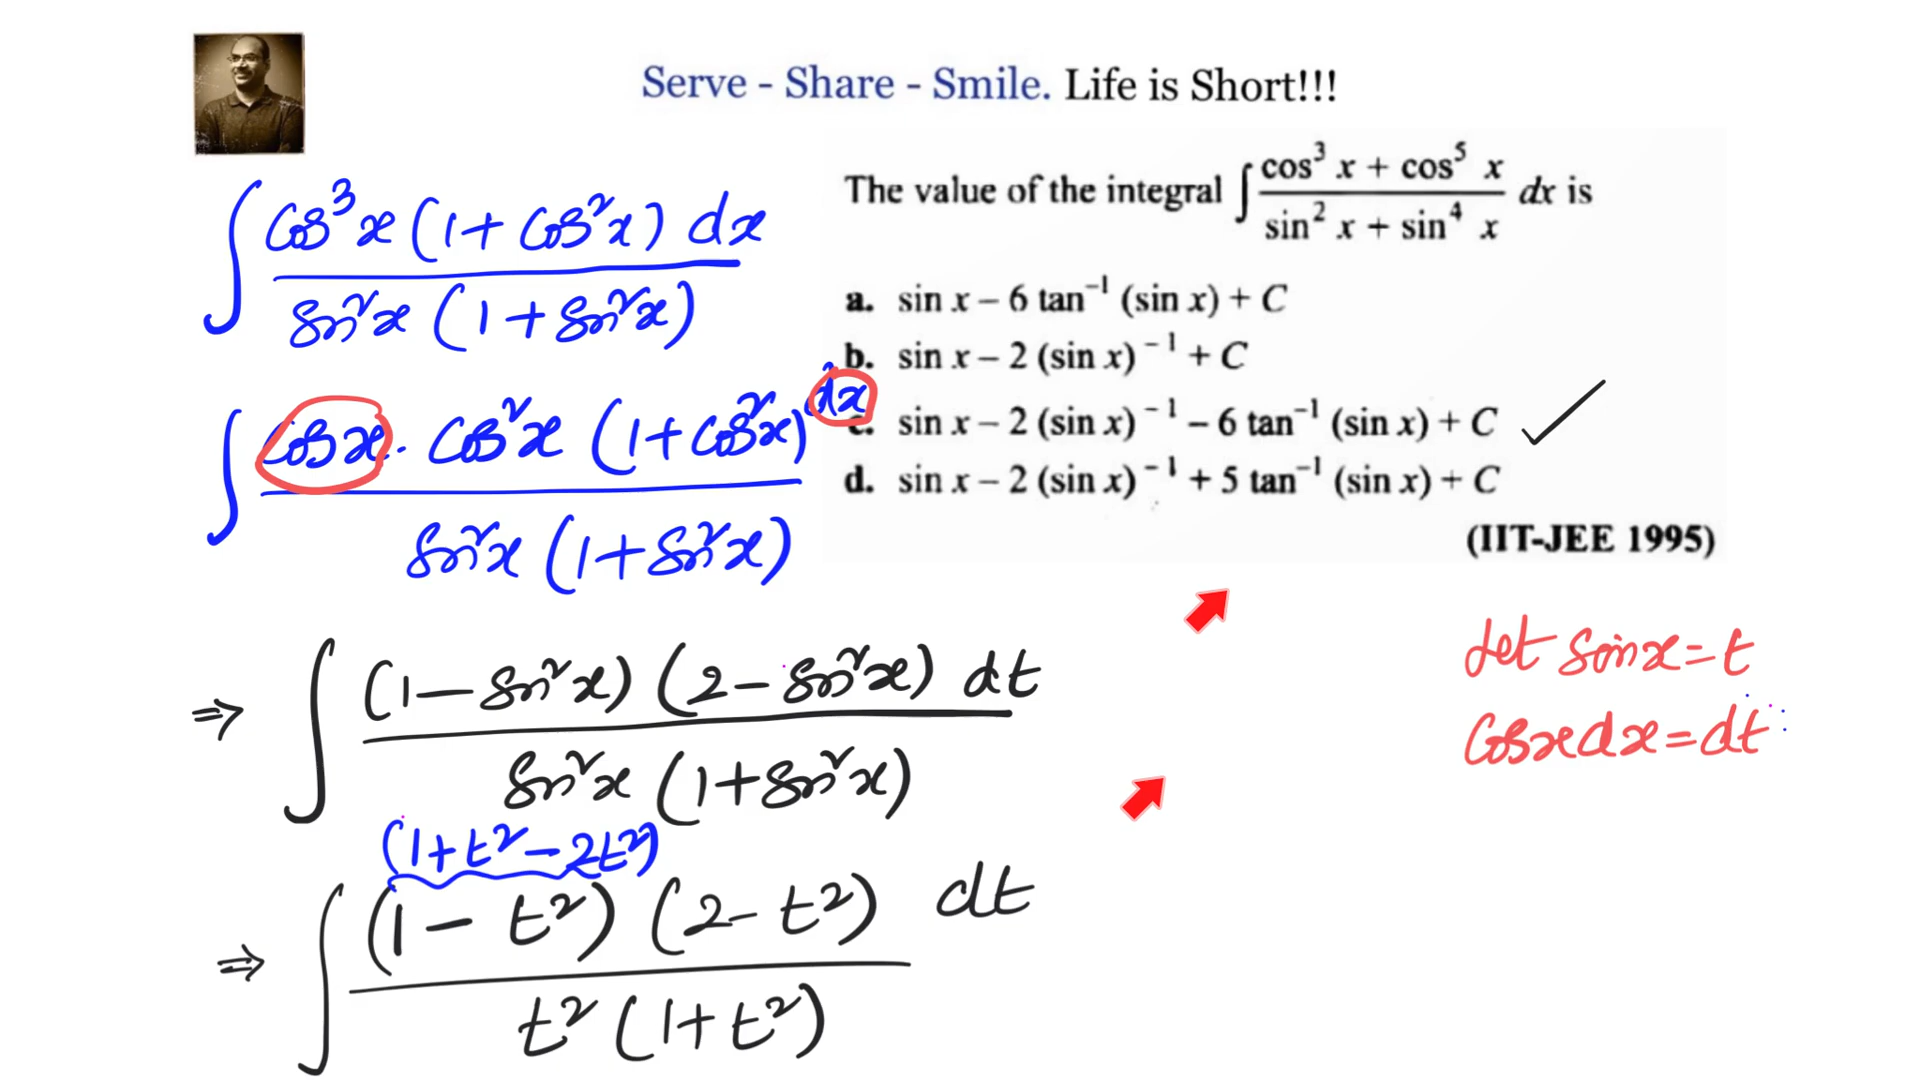 Serve - Share - Smile. Life is Short!!!
The value of the integral ∫ (cos³ x + cos⁵ x)/(sin² x + sin⁴ x) dx is
a. sin x – 6 tan⁻¹ (sin x) + C
b. sin x – 2 (sin x)⁻¹ + C
c. sin x – 2 (sin x)⁻¹ – 6 tan⁻¹ (sin x) + C
d. sin x – 2 (sin x)⁻¹ + 5 tan⁻¹ (sin x) + C
(IIT-JEE 1995)
∫ Cos³x (1 + Cos²x) dx / Sin²x (1 + Sin²x)
∫ Cosx · Cos²x (1 + Cos²x) dx / Sin²x (1 + Sin²x)
let Sinx = t
Cosx dx = dt
⇒ ∫ (1 – Sin²x) (2 – Sin²x) dt / Sin²x (1 + Sin²x)
(1 + t² – 2t²)
⇒ ∫ (1 – t²) (2 – t²) dt / t² (1 + t²)